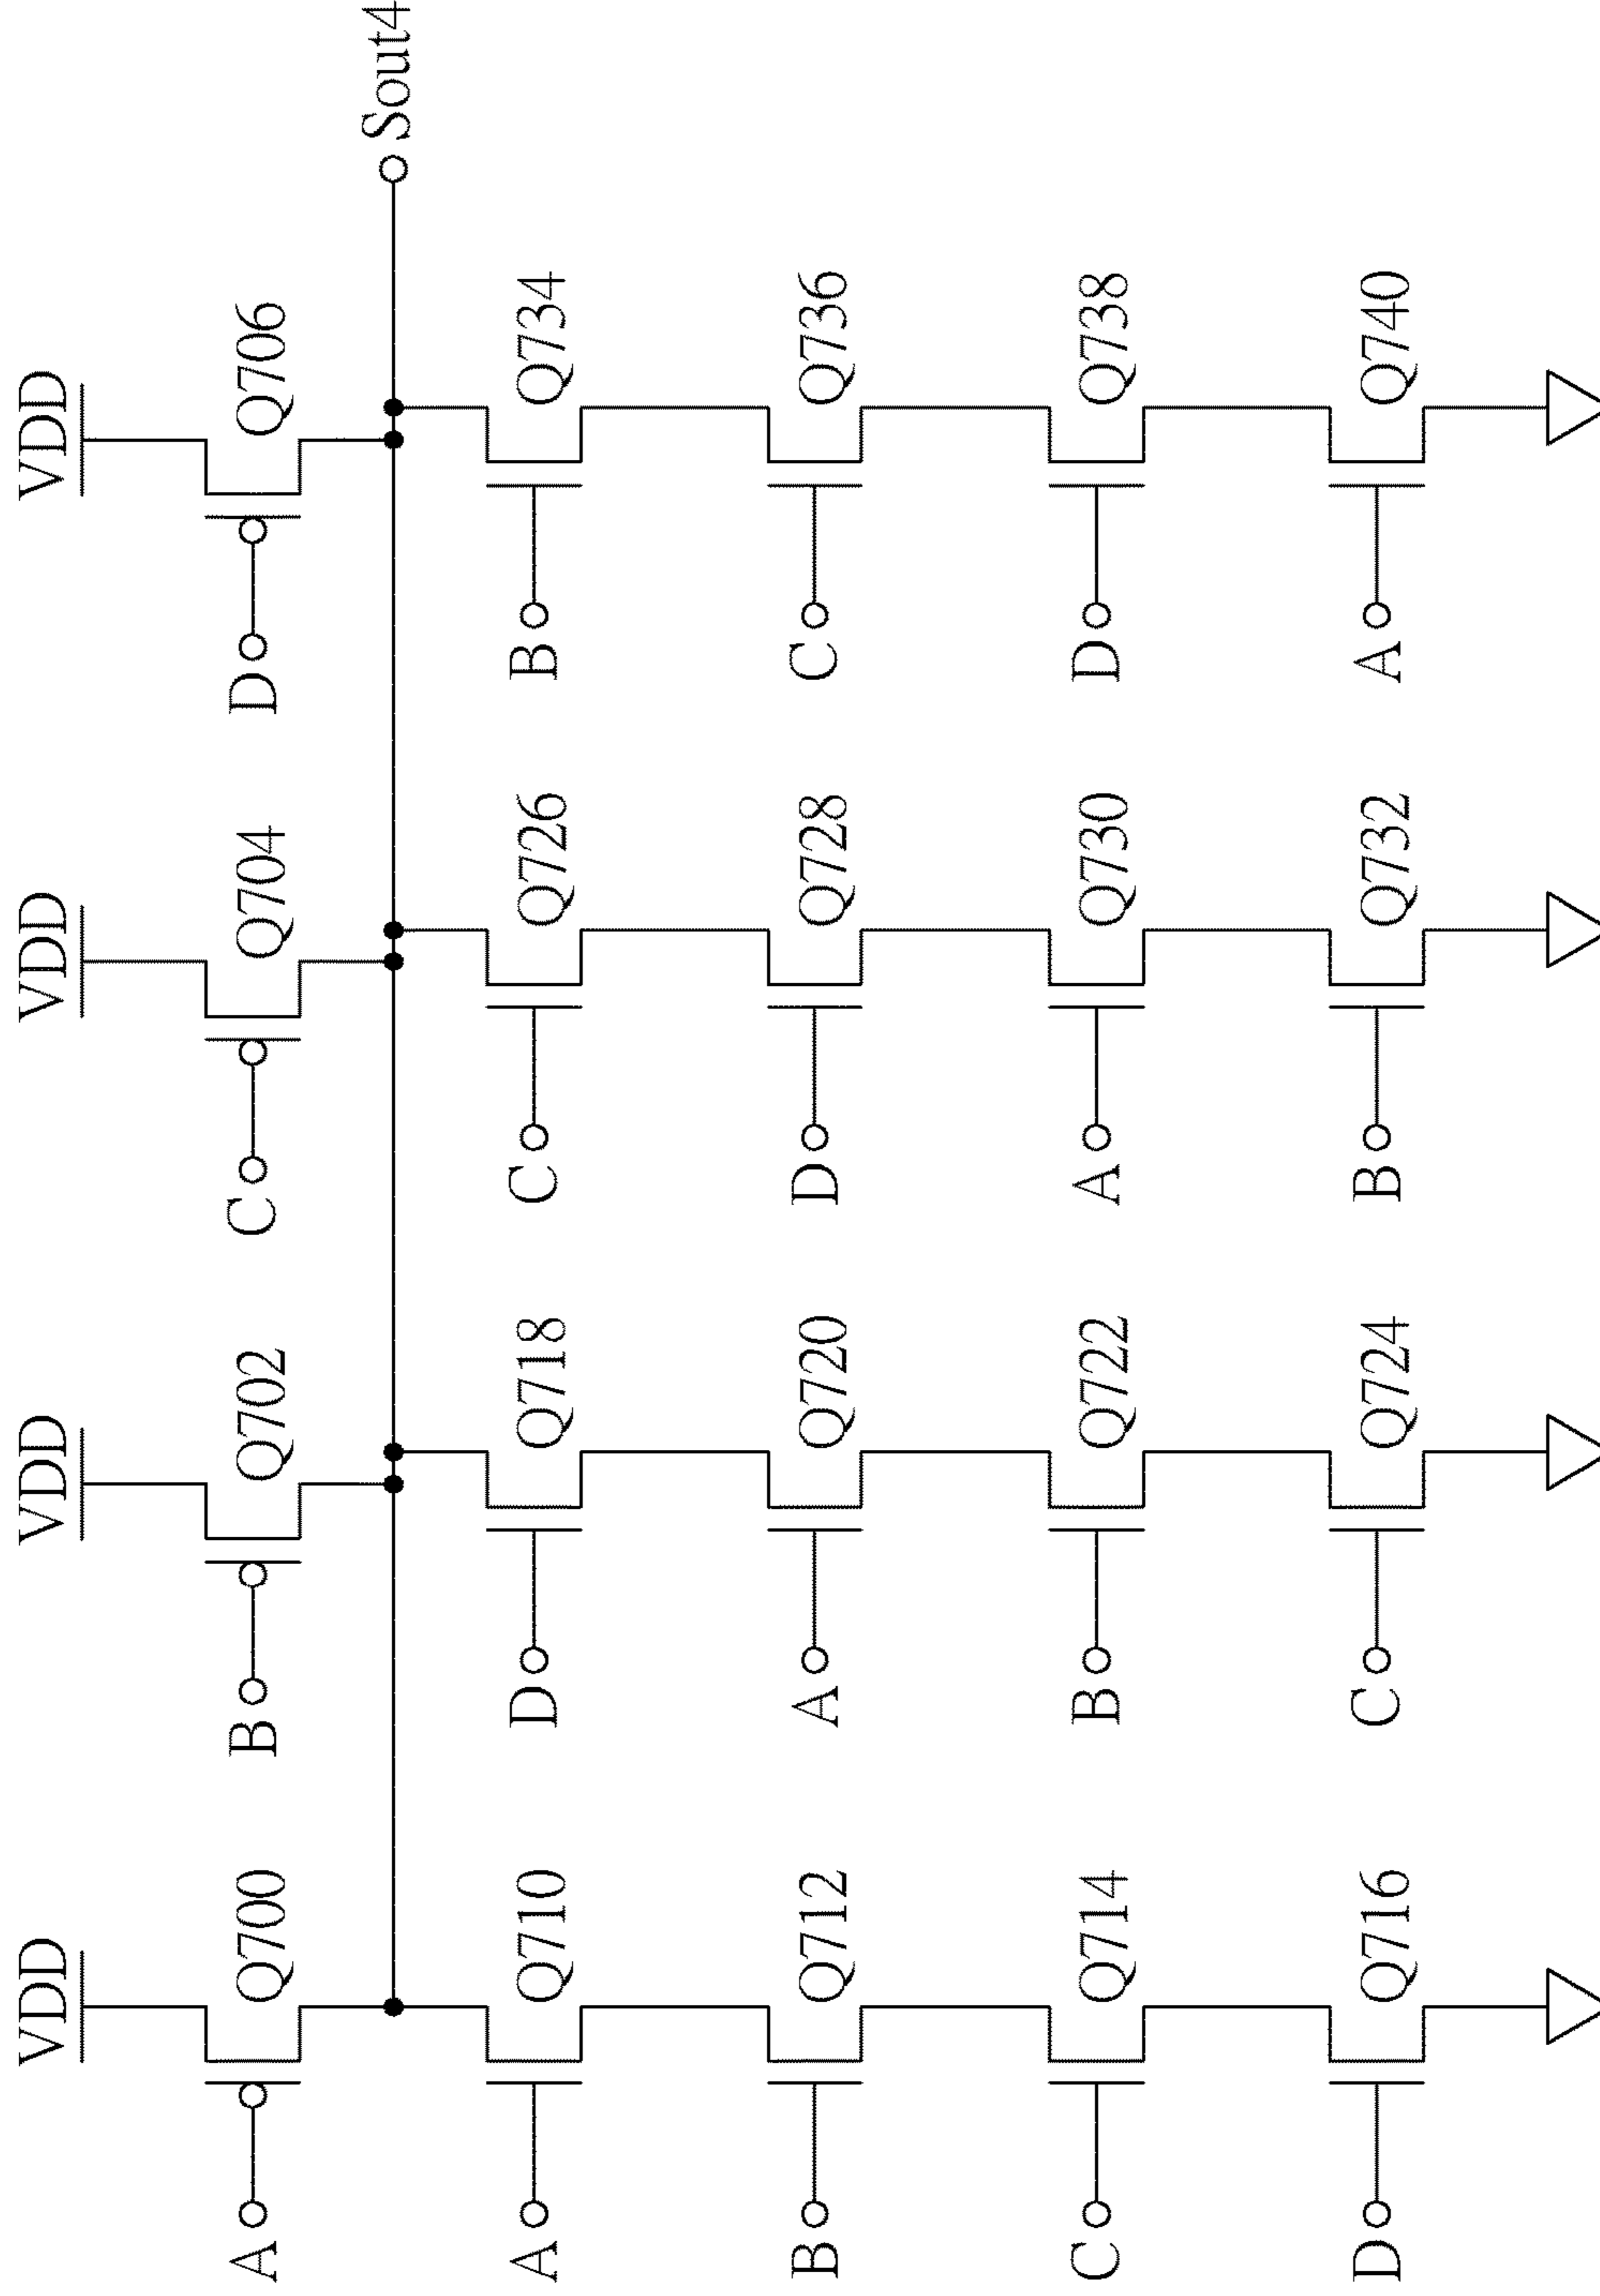 VDD VDD VDD VDD
A Q700 B Q702 C Q704 D Q706
Sout4
A Q710 D Q718 C Q726 B Q734
B Q712 A Q720 D Q728 C Q736
C Q714 B Q722 A Q730 D Q738
D Q716 C Q724 B Q732 A Q740